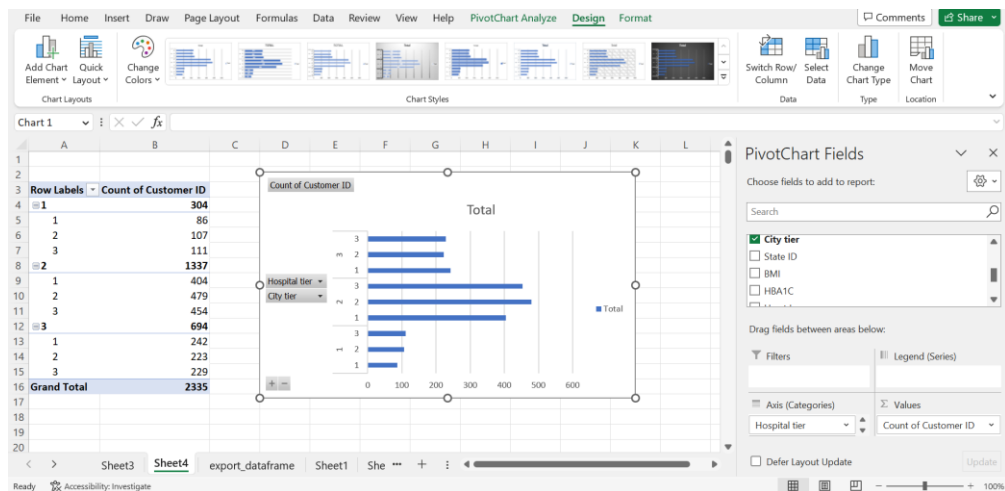 File Home Insert Draw Page Layout Formulas Data Review View Help PivotChart Analyze Design Format Comments Share
Add Chart Element
Quick Layout
Change Colors
Switch Row/ Column
Select Data
Change Chart Type
Move Chart
Chart Layouts Chart Styles Data Type Location
Chart 1 fx
A B C D E F G H I J K L
1
2
3 Row Labels Count of Customer ID
4 1 304
5 1 86
6 2 107
7 3 111
8 2 1337
9 1 404
10 2 479
11 3 454
12 3 694
13 1 242
14 2 223
15 3 229
16 Grand Total 2335
17
18
19
20
Count of Customer ID
Total
Hospital tier
City tier
3
3 2
1
3
2 2
1
3
1 2
1
0 100 200 300 400 500 600
Total
+ −
PivotChart Fields
Choose fields to add to report:
Search
City tier
State ID
BMI
HBA1C
Drag fields between areas below:
Filters
Legend (Series)
Axis (Categories)
Values
Hospital tier
Count of Customer ID
Defer Layout Update
Update
Sheet3 Sheet4 export_dataframe Sheet1 She ••• +
Ready Accessibility: Investigate 100%